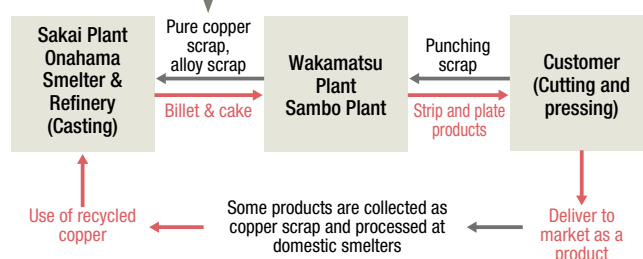 Sakai Plant
Onahama
Smelter &
Refinery
(Casting)
Pure copper
scrap,
alloy scrap
Billet & cake
Wakamatsu
Plant
Sambo Plant
Punching
scrap
Strip and plate
products
Customer
(Cutting and
pressing)
Use of recycled
copper
Some products are collected as
copper scrap and processed at
domestic smelters
Deliver to
market as a
product